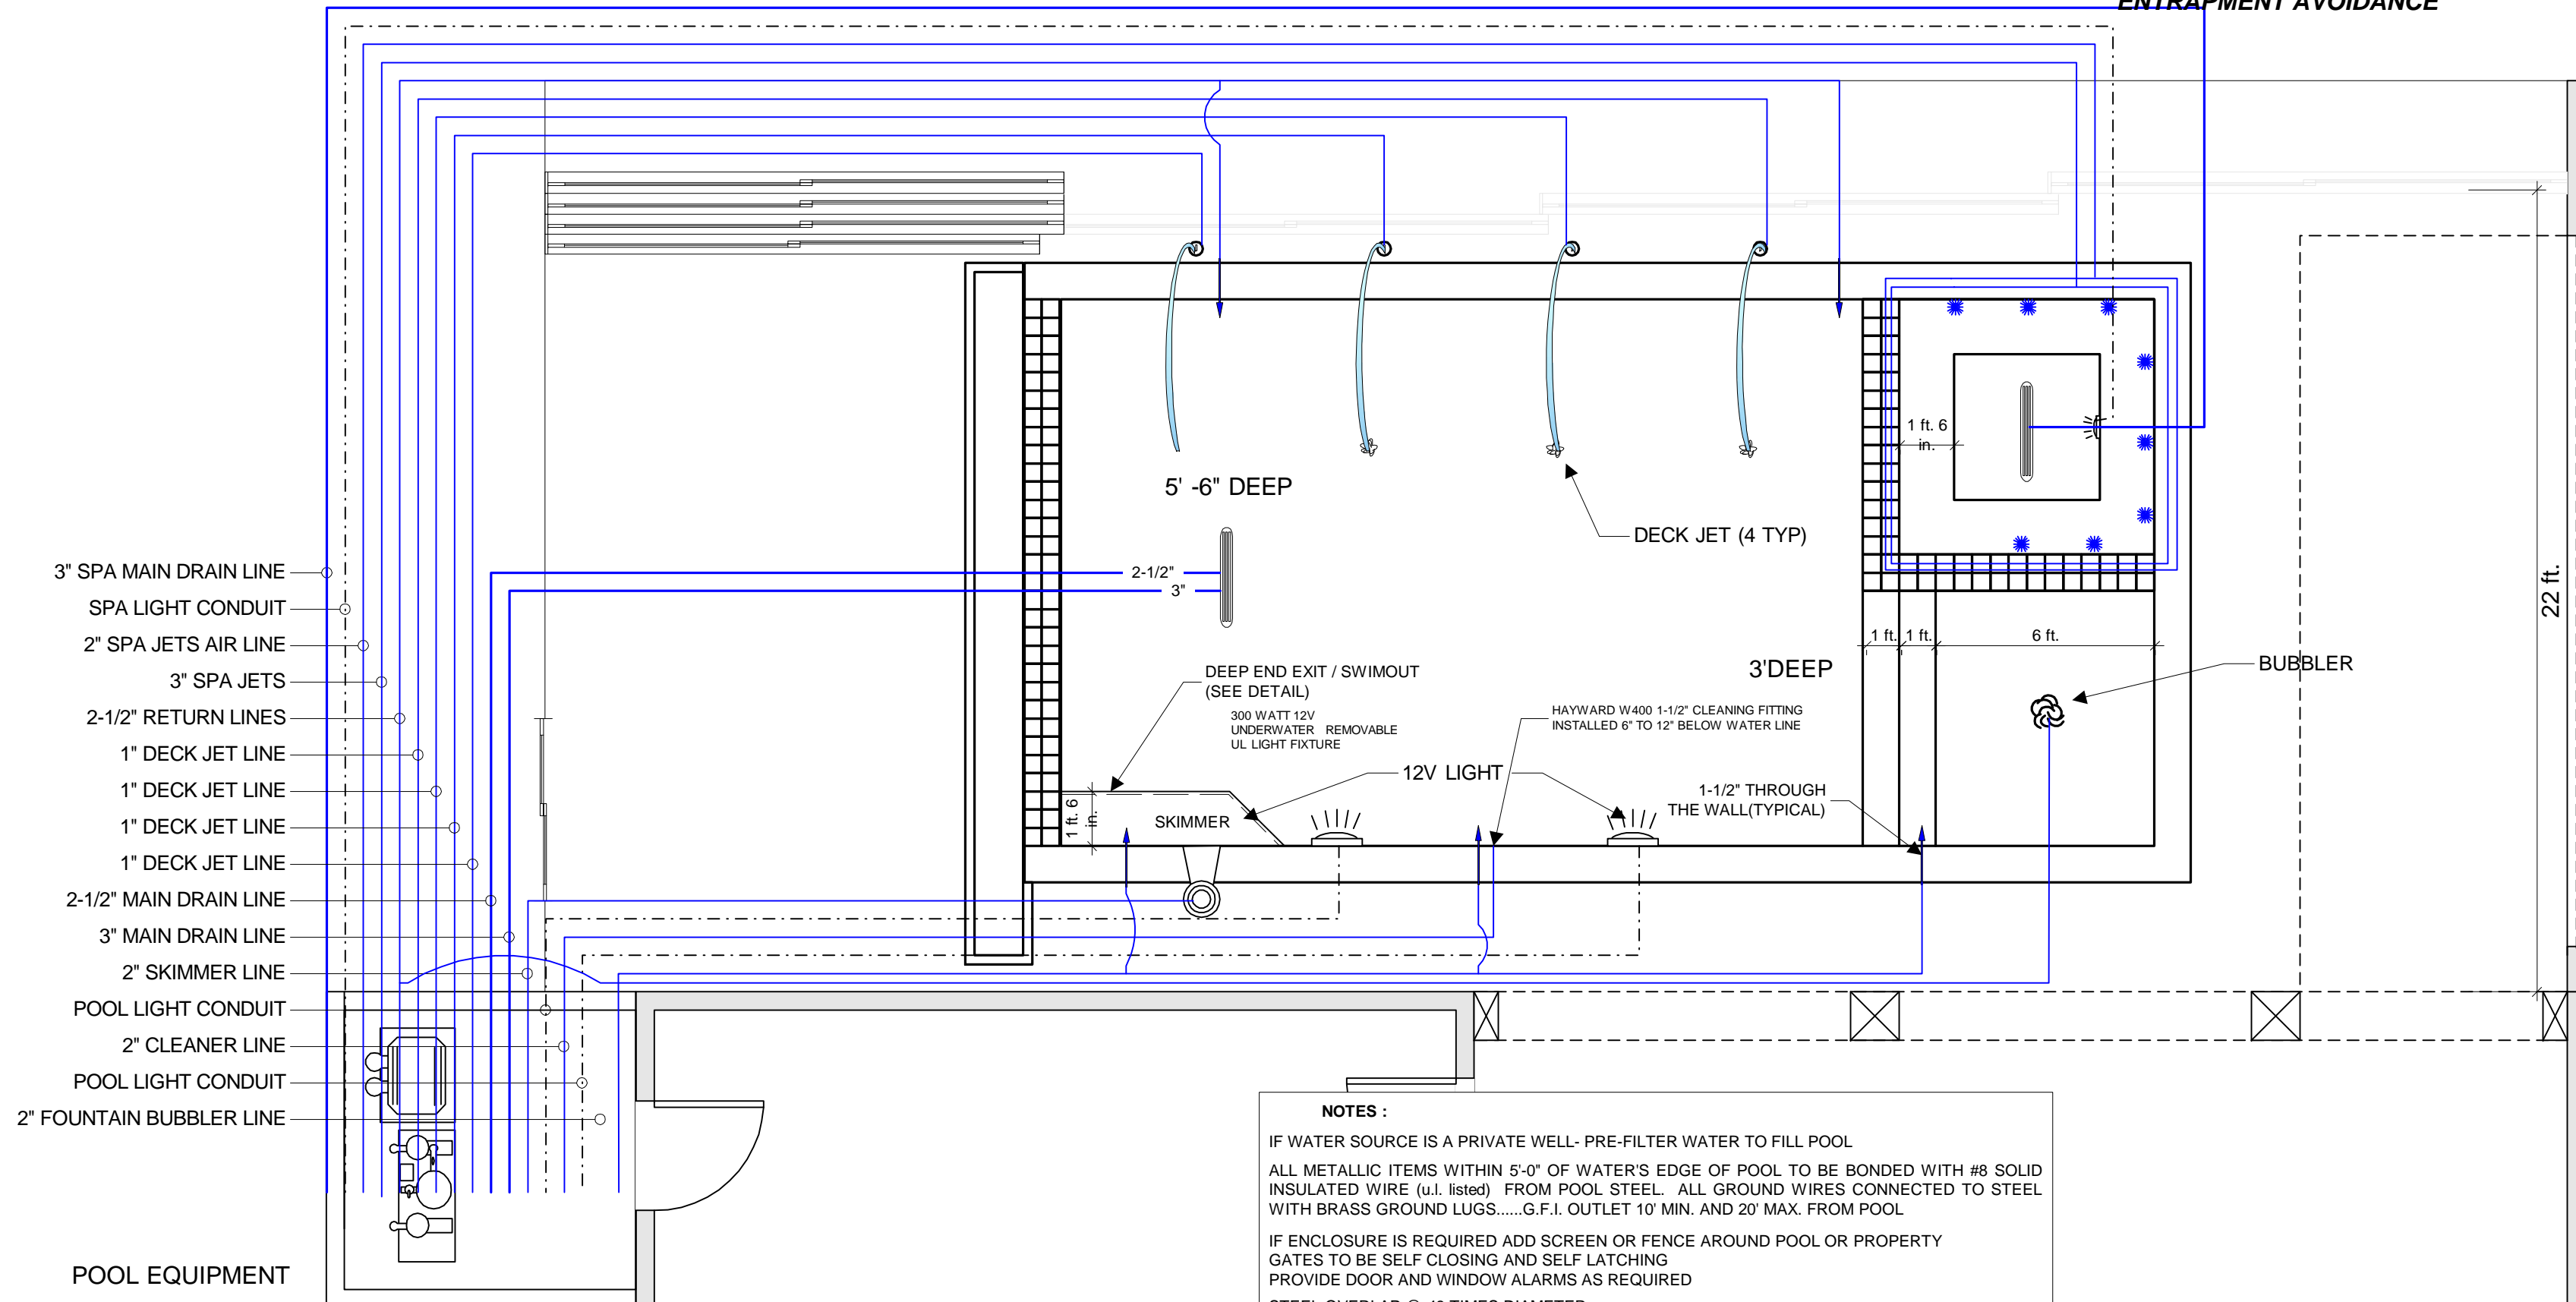 ENTRAPMENT AVOIDANCE
1 ft. 6
in.
5' -6" DEEP
DECK JET (4 TYP)
2-1/2"
3"
22 ft.
1 ft.
1 ft.
6 ft.
3'DEEP
BUBBLER
DEEP END EXIT / SWIMOUT
(SEE DETAIL)
300 WATT 12V
UNDERWATER REMOVABLE
UL LIGHT FIXTURE
HAYWARD W400 1-1/2" CLEANING FITTING
INSTALLED 6" TO 12" BELOW WATER LINE
12V LIGHT
1-1/2" THROUGH
THE WALL(TYPICAL)
1 ft. 6
in.
SKIMMER
3" SPA MAIN DRAIN LINE
SPA LIGHT CONDUIT
2" SPA JETS AIR LINE
3" SPA JETS
2-1/2" RETURN LINES
1" DECK JET LINE
1" DECK JET LINE
1" DECK JET LINE
1" DECK JET LINE
2-1/2" MAIN DRAIN LINE
3" MAIN DRAIN LINE
2" SKIMMER LINE
POOL LIGHT CONDUIT
2" CLEANER LINE
POOL LIGHT CONDUIT
2" FOUNTAIN BUBBLER LINE
POOL EQUIPMENT
NOTES :
IF WATER SOURCE IS A PRIVATE WELL- PRE-FILTER WATER TO FILL POOL
ALL METALLIC ITEMS WITHIN 5'-0" OF WATER'S EDGE OF POOL TO BE BONDED WITH #8 SOLID
INSULATED WIRE (u.l. listed) FROM POOL STEEL. ALL GROUND WIRES CONNECTED TO STEEL
WITH BRASS GROUND LUGS......G.F.I. OUTLET 10' MIN. AND 20' MAX. FROM POOL
IF ENCLOSURE IS REQUIRED ADD SCREEN OR FENCE AROUND POOL OR PROPERTY
GATES TO BE SELF CLOSING AND SELF LATCHING
PROVIDE DOOR AND WINDOW ALARMS AS REQUIRED
STEEL OVERLAP @ 40 TIMES DIAMETER